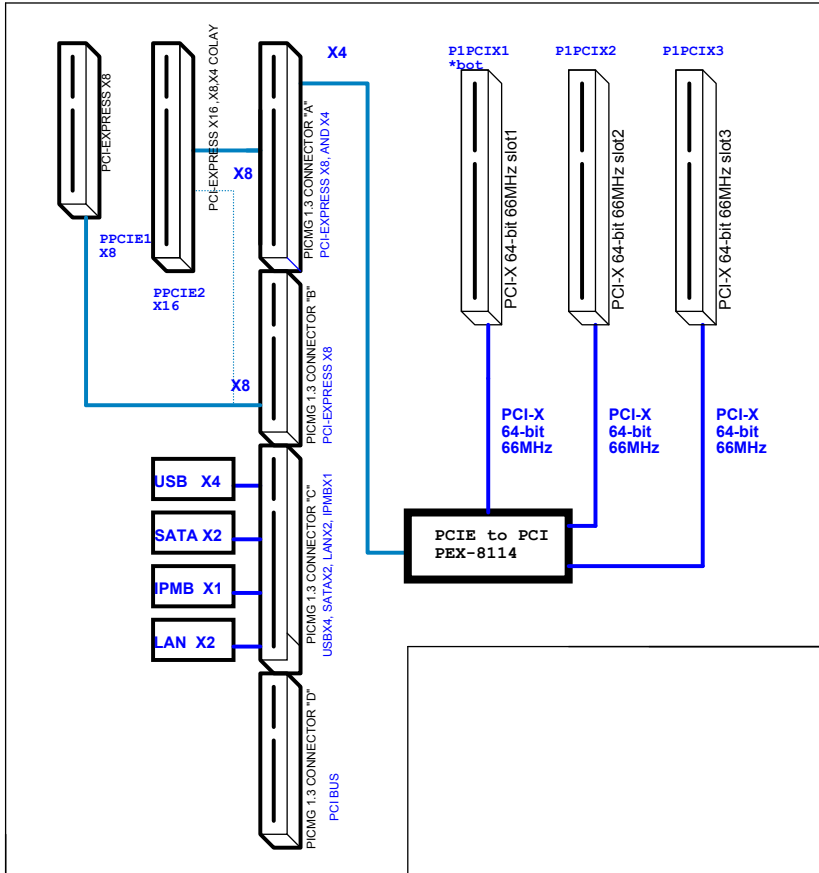 X4
P1PCIX1
*bot
P1PCIX2
P1PCIX3
PCI-EXPRESS X8
PCI-EXPRESS X16 ,X8,X4 COLAY
PICMG 1.3 CONNECTOR "A"
PCI-EXPRESS X8, AND X4
PCI-X 64-bit 66MHz slot1
PCI-X 64-bit 66MHz slot2
PCI-X 64-bit 66MHz slot3
X8
PPCIE1
X8
PPCIE2
X16
PICMG 1.3 CONNECTOR "B"
PCI-EXPRESS X8
X8
PCI-X
64-bit
66MHz
PCI-X
64-bit
66MHz
PCI-X
64-bit
66MHz
USB X4
SATA X2
IPMB X1
LAN X2
PICMG 1.3 CONNECTOR "C"
USBX4, SATAX2, LANX2, IPMBX1
PCIE to PCI
PEX-8114
PICMG 1.3 CONNECTOR "D"
PCI BUS